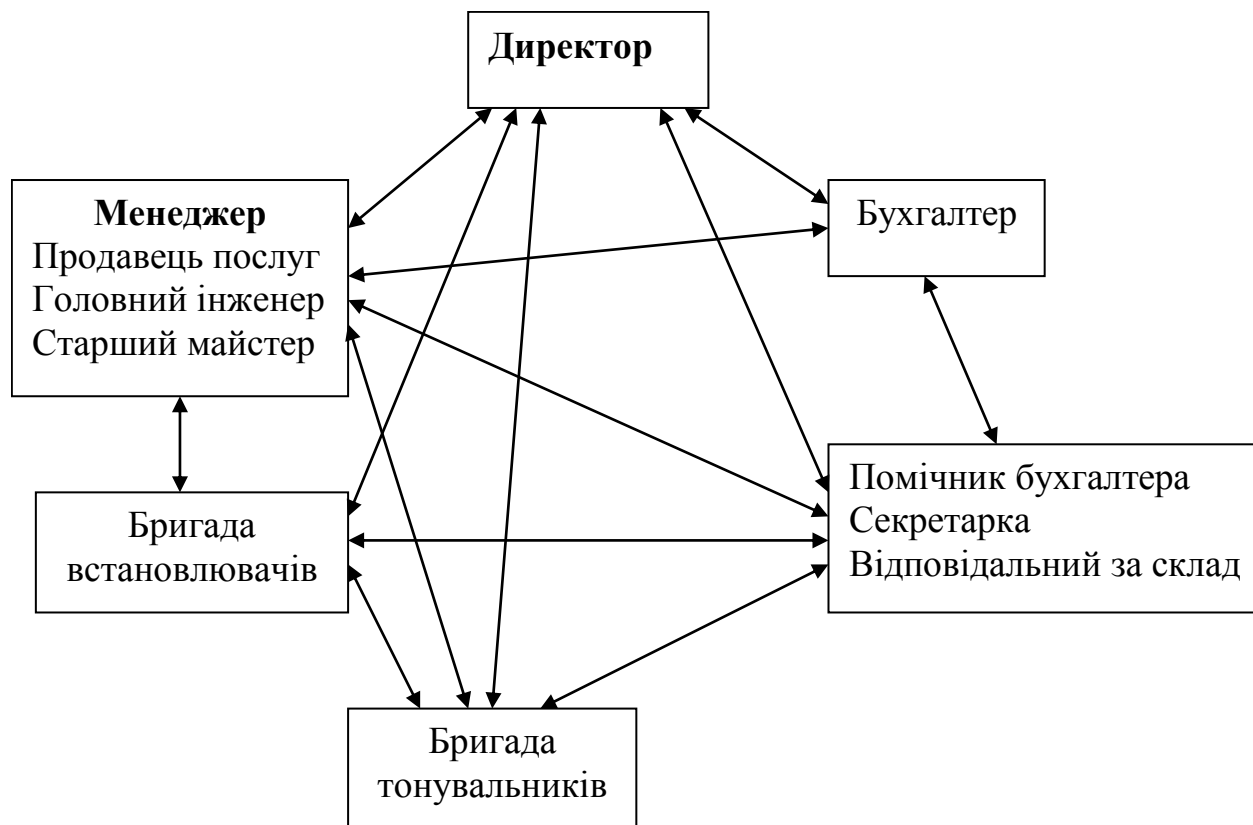 Директор
Менеджер
Продавець послуг
Головний інженер
Старший майстер
Бухгалтер
Бригада
встановлювачів
Помічник бухгалтера
Секретарка
Відповідальний за склад
Бригада
тонувальників